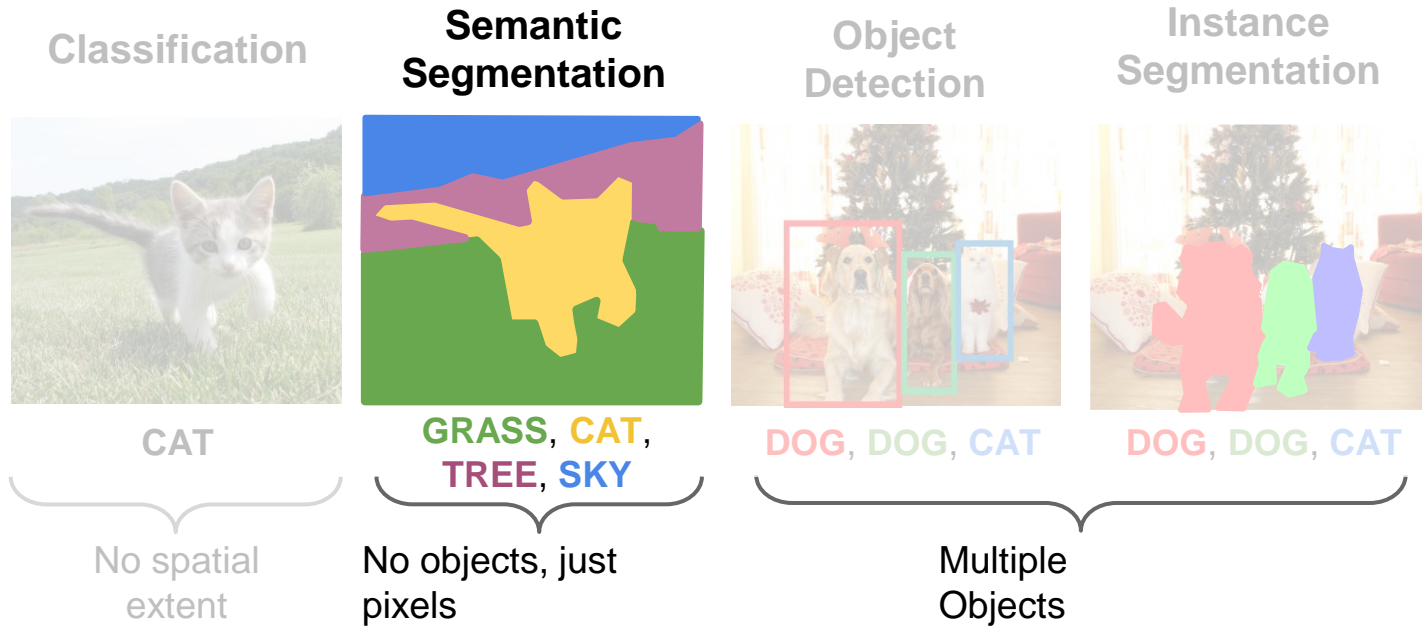 Classification
Semantic
Segmentation
Object
Detection
Instance
Segmentation
CAT
GRASS, CAT,
TREE, SKY
DOG, DOG, CAT
DOG, DOG, CAT
No spatial
extent
No objects, just
pixels
Multiple
Objects